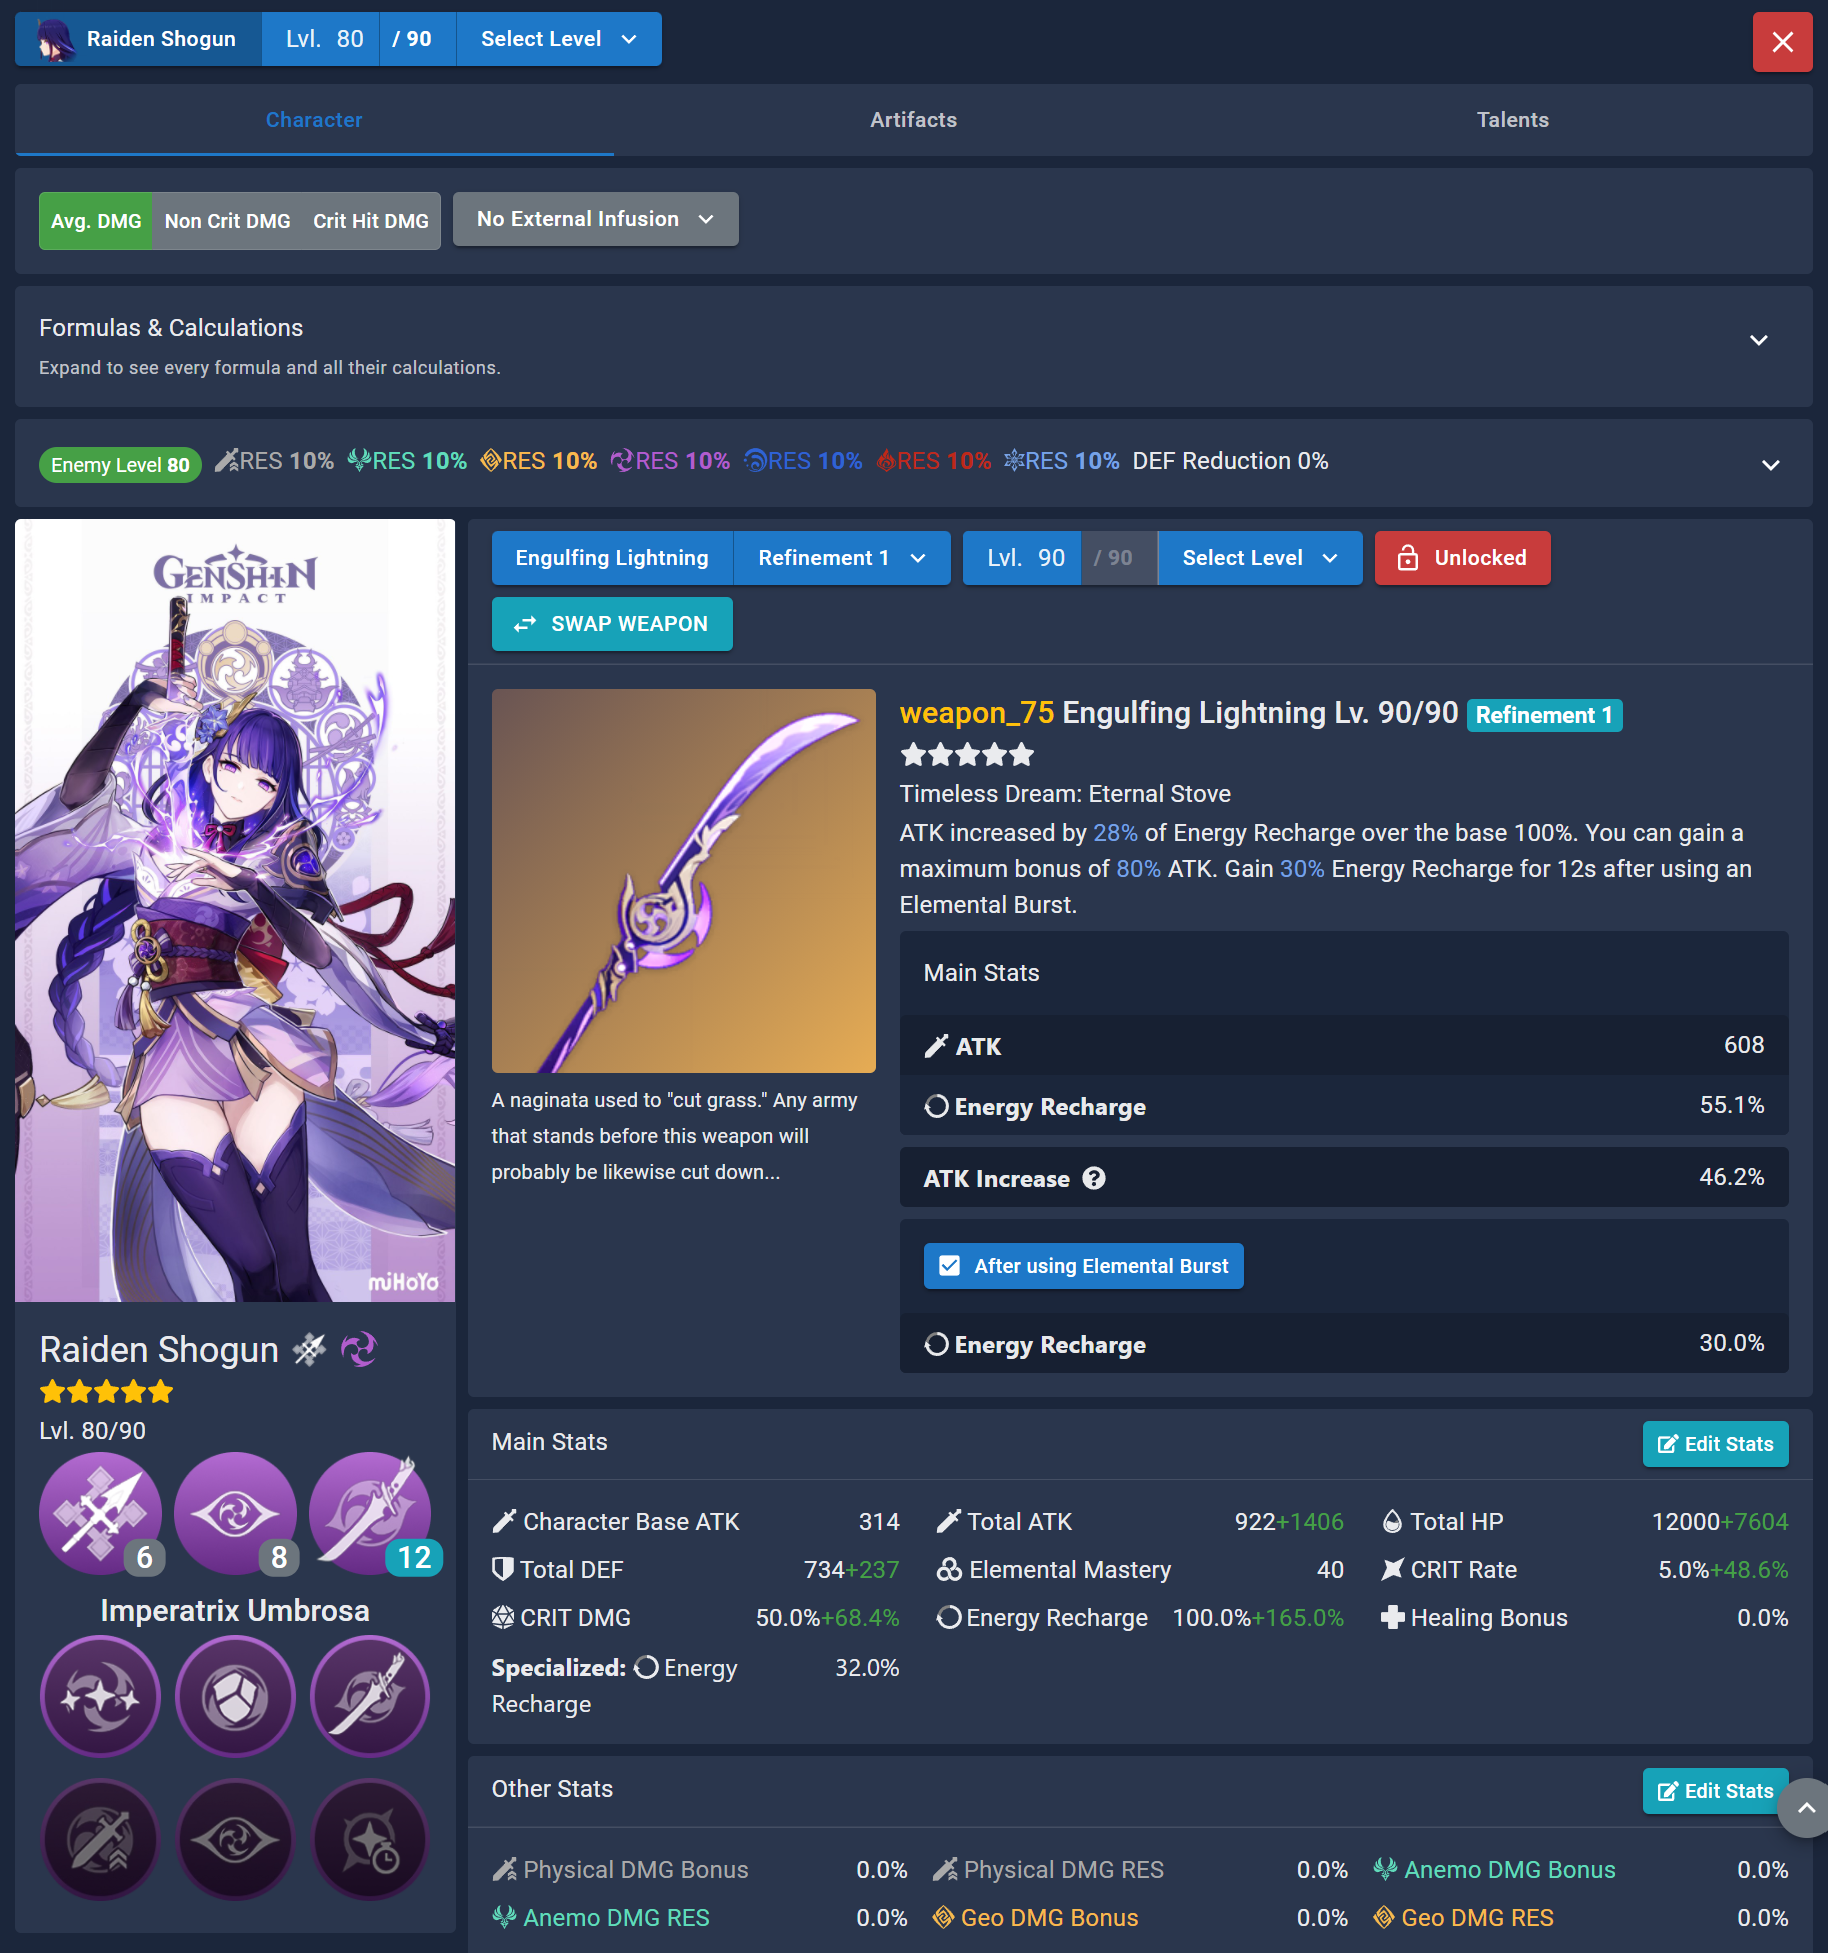 Raiden Shogun Lvl. 80 / 90 Select Level
Character Artifacts Talents
Avg. DMG Non Crit DMG Crit Hit DMG No External Infusion
Formulas & Calculations
Expand to see every formula and all their calculations.
Enemy Level 80 RES 10% RES 10% RES 10% RES 10% RES 10% RES 10% RES 10% DEF Reduction 0%
GENSHIN
IMPACT
miHoYo
Raiden Shogun
Lvl. 80/90
6 8 12
Imperatrix Umbrosa
Engulfing Lightning Refinement 1 Lvl. 90 / 90 Select Level Unlocked
SWAP WEAPON
A naginata used to "cut grass." Any army
that stands before this weapon will
probably be likewise cut down...
weapon_75 Engulfing Lightning Lv. 90/90 Refinement 1
Timeless Dream: Eternal Stove
ATK increased by 28% of Energy Recharge over the base 100%. You can gain a
maximum bonus of 80% ATK. Gain 30% Energy Recharge for 12s after using an
Elemental Burst.
Main Stats
ATK 608
Energy Recharge 55.1%
ATK Increase ? 46.2%
After using Elemental Burst
Energy Recharge 30.0%
Main Stats Edit Stats
Character Base ATK 314 Total ATK 922+1406 Total HP 12000+7604
Total DEF 734+237 Elemental Mastery 40 CRIT Rate 5.0%+48.6%
CRIT DMG 50.0%+68.4% Energy Recharge 100.0%+165.0% Healing Bonus 0.0%
Specialized: Energy 32.0%
Recharge
Other Stats Edit Stats
Physical DMG Bonus 0.0% Physical DMG RES 0.0% Anemo DMG Bonus 0.0%
Anemo DMG RES 0.0% Geo DMG Bonus 0.0% Geo DMG RES 0.0%